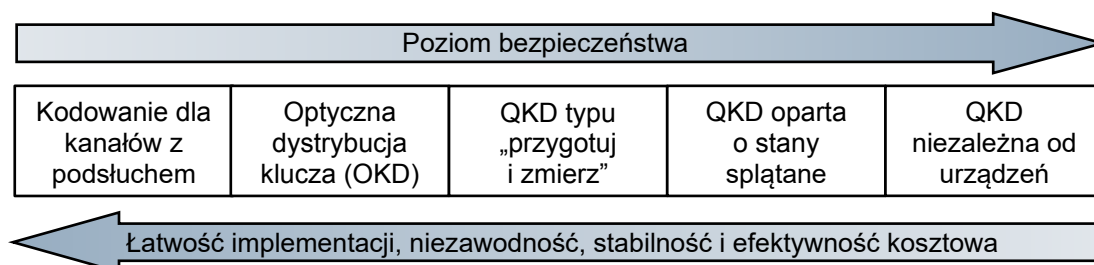 Poziom bezpieczeństwa
Kodowanie dla
kanałów z
podsłuchem
Optyczna
dystrybucja
klucza (OKD)
QKD typu
„przygotuj
i zmierz”
QKD oparta
o stany
splątane
QKD
niezależna od
urządzeń
Łatwość implementacji, niezawodność, stabilność i efektywność kosztowa